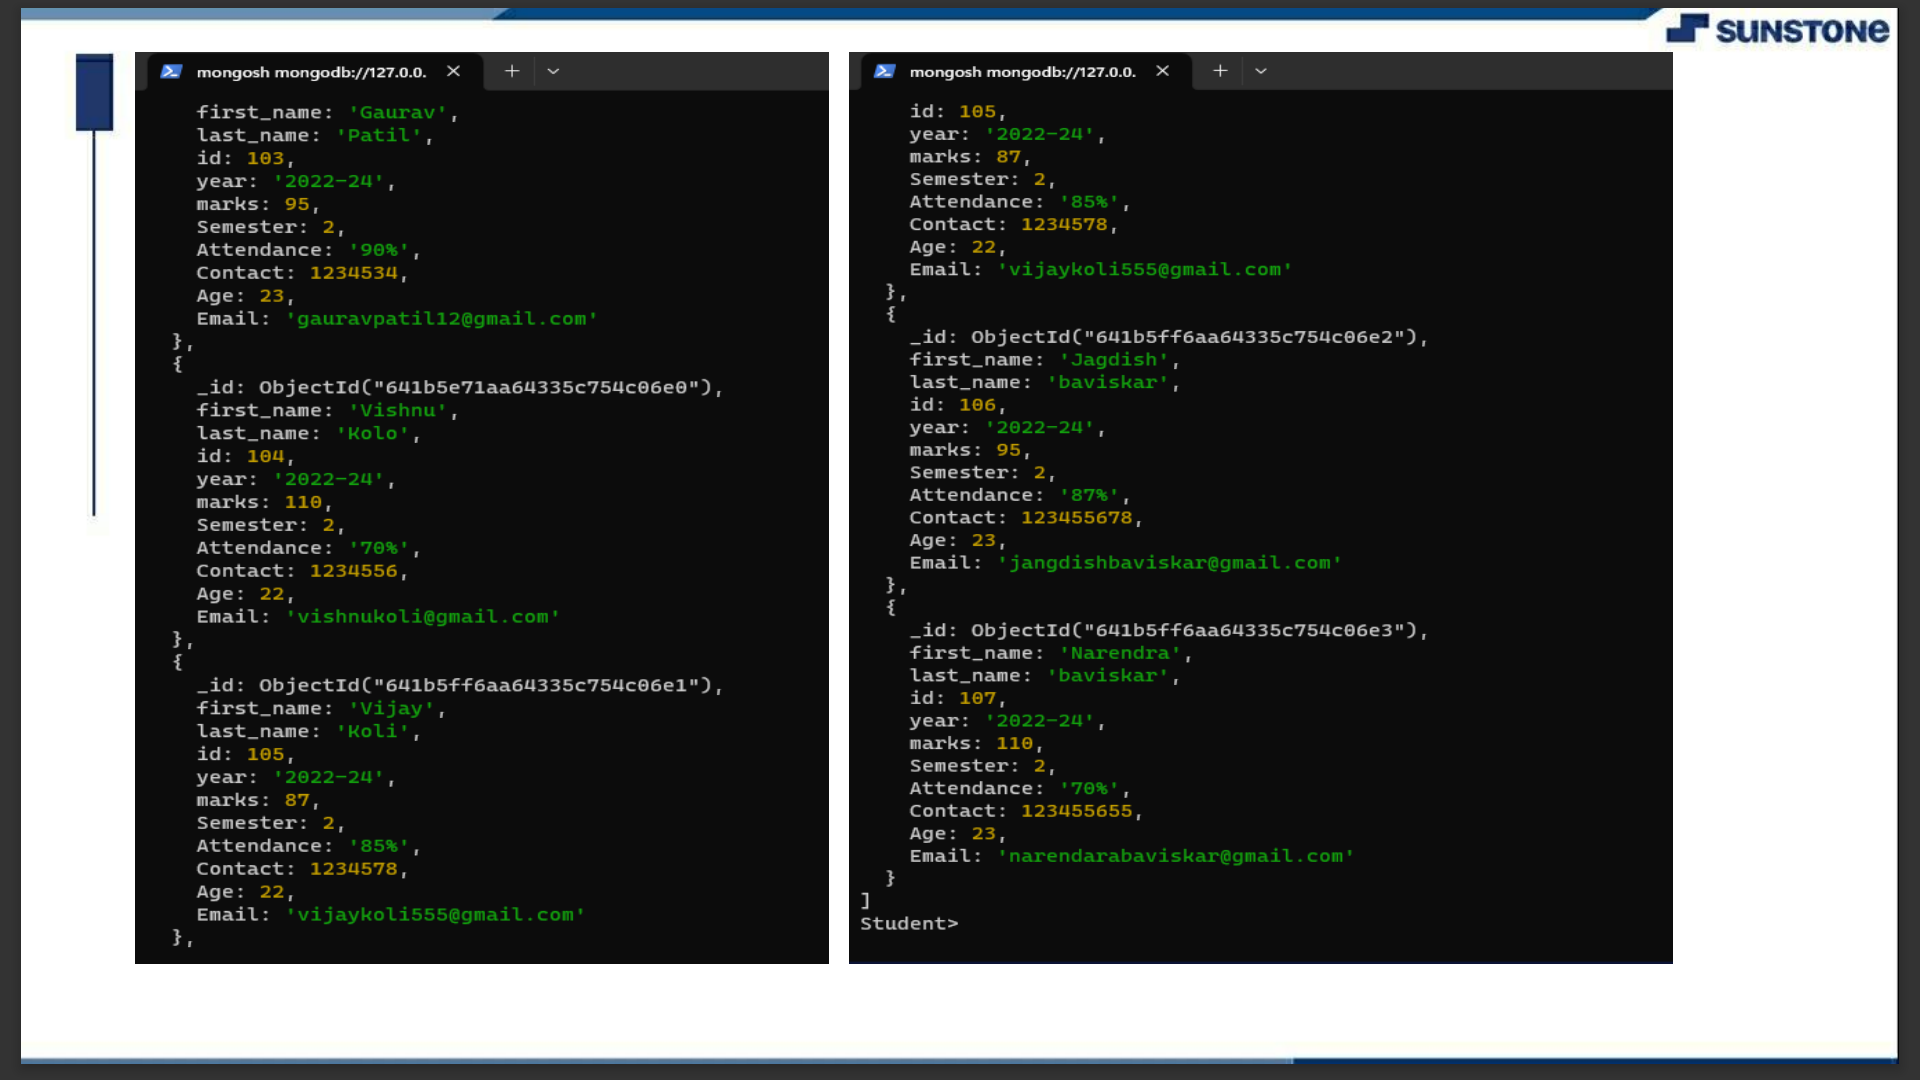 SUNSTONE
mongosh mongodb://127.0.0.
first_name: 'Gaurav',
last_name: 'Patil',
id: 103,
year: '2022-24',
marks: 95,
Semester: 2,
Attendance: '90%',
Contact: 1234534,
Age: 23,
Email: 'gauravpatil12@gmail.com'
},
{
_id: ObjectId("641b5e71aa64335c754c06e0"),
first_name: 'Vishnu',
last_name: 'Kolo',
id: 104,
year: '2022-24',
marks: 110,
Semester: 2,
Attendance: '70%',
Contact: 1234556,
Age: 22,
Email: 'vishnukoli@gmail.com'
},
{
_id: ObjectId("641b5ff6aa64335c754c06e1"),
first_name: 'Vijay',
last_name: 'Koli',
id: 105,
year: '2022-24',
marks: 87,
Semester: 2,
Attendance: '85%',
Contact: 1234578,
Age: 22,
Email: 'vijaykoli555@gmail.com'
},
mongosh mongodb://127.0.0.
id: 105,
year: '2022-24',
marks: 87,
Semester: 2,
Attendance: '85%',
Contact: 1234578,
Age: 22,
Email: 'vijaykoli555@gmail.com'
},
{
_id: ObjectId("641b5ff6aa64335c754c06e2"),
first_name: 'Jagdish',
last_name: 'baviskar',
id: 106,
year: '2022-24',
marks: 95,
Semester: 2,
Attendance: '87%',
Contact: 123455678,
Age: 23,
Email: 'jangdishbaviskar@gmail.com'
},
{
_id: ObjectId("641b5ff6aa64335c754c06e3"),
first_name: 'Narendra',
last_name: 'baviskar',
id: 107,
year: '2022-24',
marks: 110,
Semester: 2,
Attendance: '70%',
Contact: 123455655,
Age: 23,
Email: 'narendarabaviskar@gmail.com'
}
]
Student>